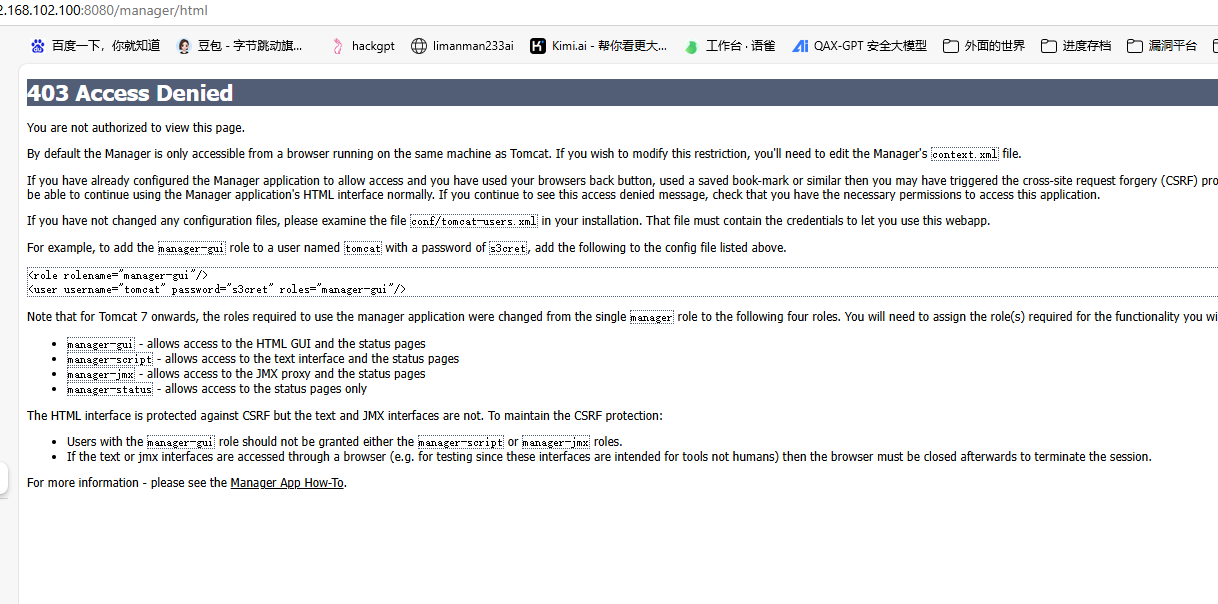 2.168.102.100:8080/manager/html
百度一下，你就知道 豆包 - 字节跳动旗... hackgpt limanman233ai Kimi.ai - 帮你看更大... 工作台 · 语雀 QAX-GPT 安全大模型 外面的世界 进度存档 漏洞平台
403 Access Denied
You are not authorized to view this page.
By default the Manager is only accessible from a browser running on the same machine as Tomcat. If you wish to modify this restriction, you'll need to edit the Manager's context.xml file.
If you have already configured the Manager application to allow access and you have used your browsers back button, used a saved book-mark or similar then you may have triggered the cross-site request forgery (CSRF) pro
be able to continue using the Manager application's HTML interface normally. If you continue to see this access denied message, check that you have the necessary permissions to access this application.
If you have not changed any configuration files, please examine the file conf/tomcat-users.xml in your installation. That file must contain the credentials to let you use this webapp.
For example, to add the manager-gui role to a user named tomcat with a password of s3cret, add the following to the config file listed above.
<role rolename="manager-gui"/>
<user username="tomcat" password="s3cret" roles="manager-gui"/>
Note that for Tomcat 7 onwards, the roles required to use the manager application were changed from the single manager role to the following four roles. You will need to assign the role(s) required for the functionality you wi
• manager-gui - allows access to the HTML GUI and the status pages
• manager-script - allows access to the text interface and the status pages
• manager-jmx - allows access to the JMX proxy and the status pages
• manager-status - allows access to the status pages only
The HTML interface is protected against CSRF but the text and JMX interfaces are not. To maintain the CSRF protection:
• Users with the manager-gui role should not be granted either the manager-script or manager-jmx roles.
• If the text or jmx interfaces are accessed through a browser (e.g. for testing since these interfaces are intended for tools not humans) then the browser must be closed afterwards to terminate the session.
For more information - please see the Manager App How-To.